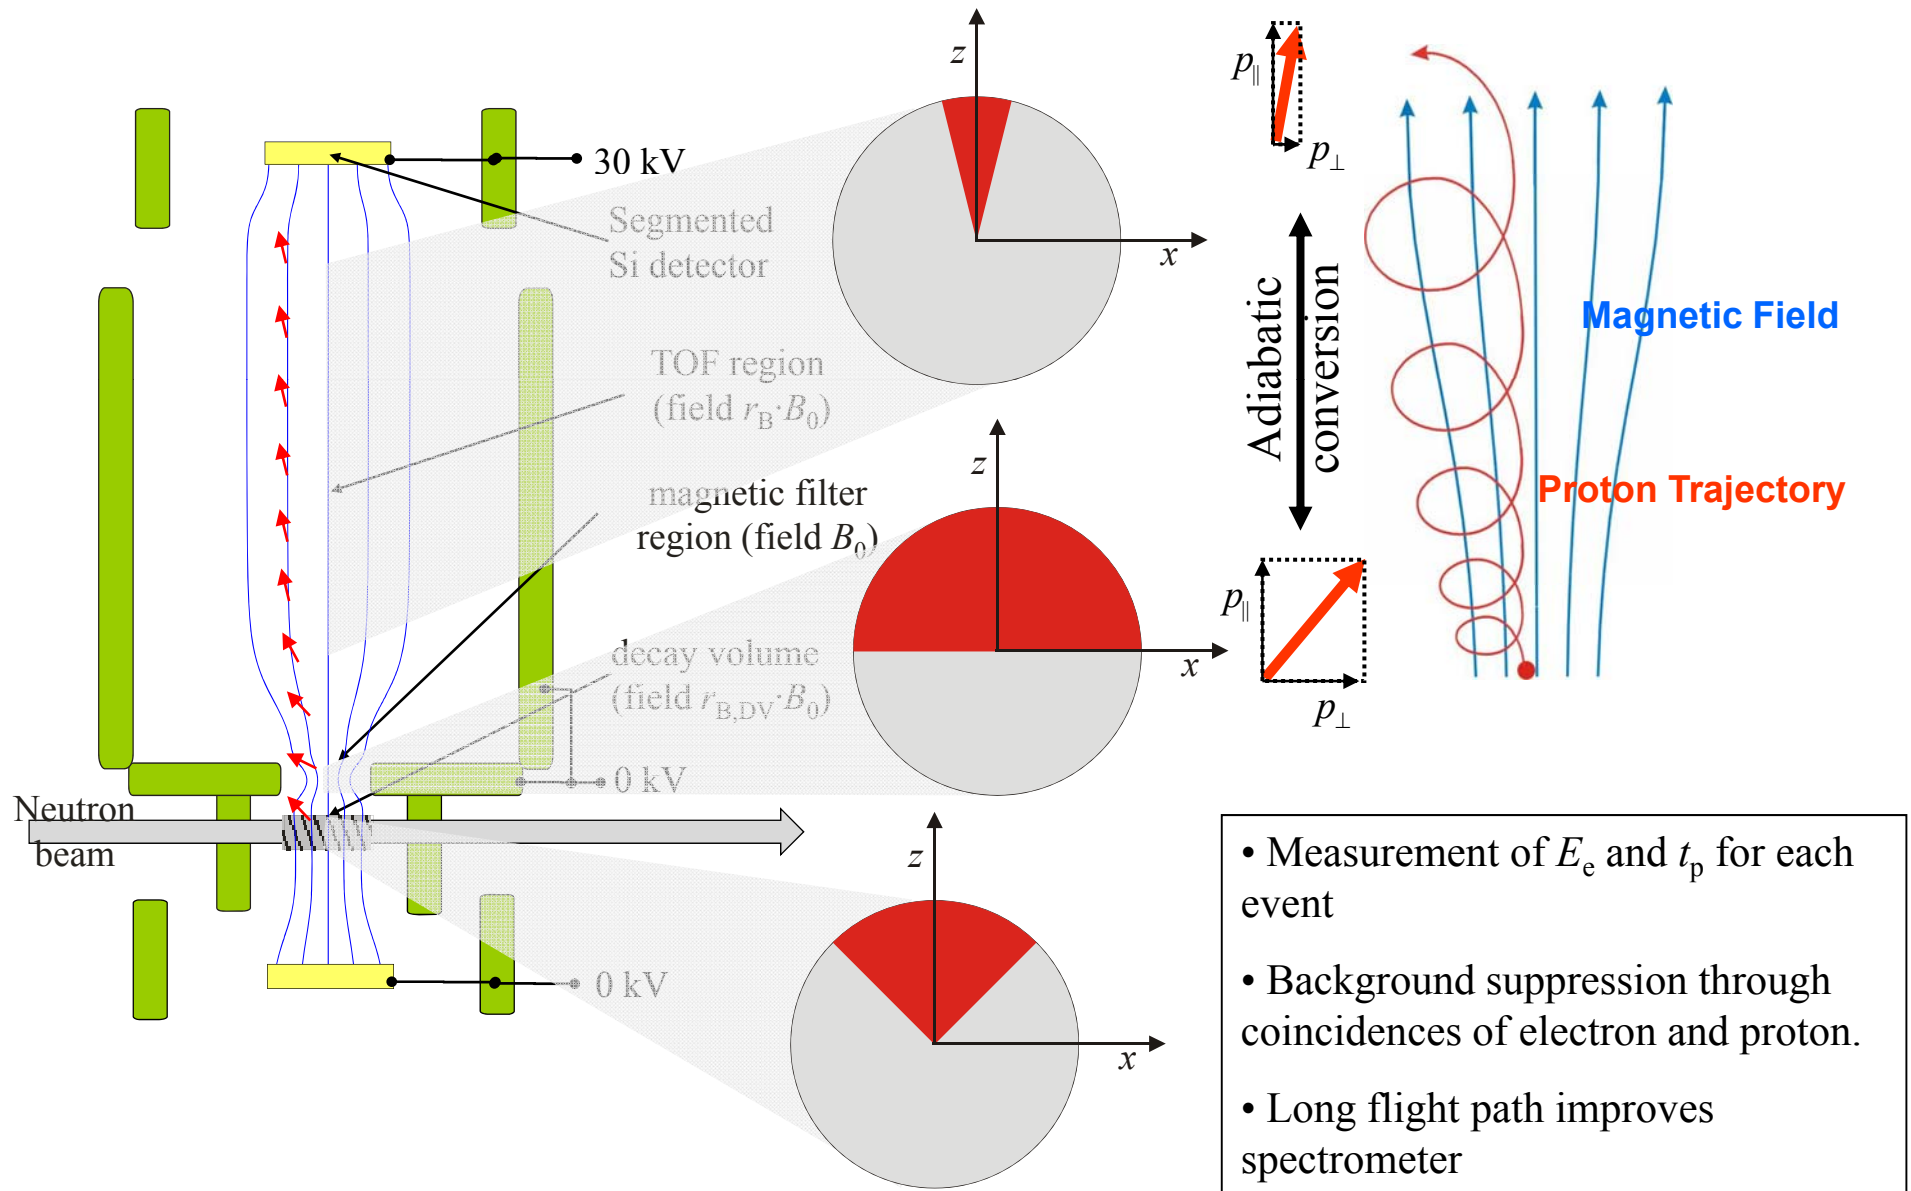 z
x
30 kV
Segmented
Si detector
TOF region
(field r_B·B_0)
magnetic filter
region (field B_0)
z
x
decay volume
(field r_B,DV·B_0)
0 kV
Neutron
beam
0 kV
z
x
p_∥
p_⊥
Adiabatic
conversion
p_∥
p_⊥
Magnetic Field
Proton Trajectory
• Measurement of E_e and t_p for each
event
• Background suppression through
coincidences of electron and proton.
• Long flight path improves
spectrometer